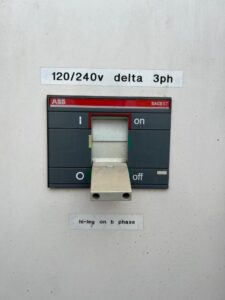 120/240v delta 3ph
ABB
I on
O off
hi-leg on b phase